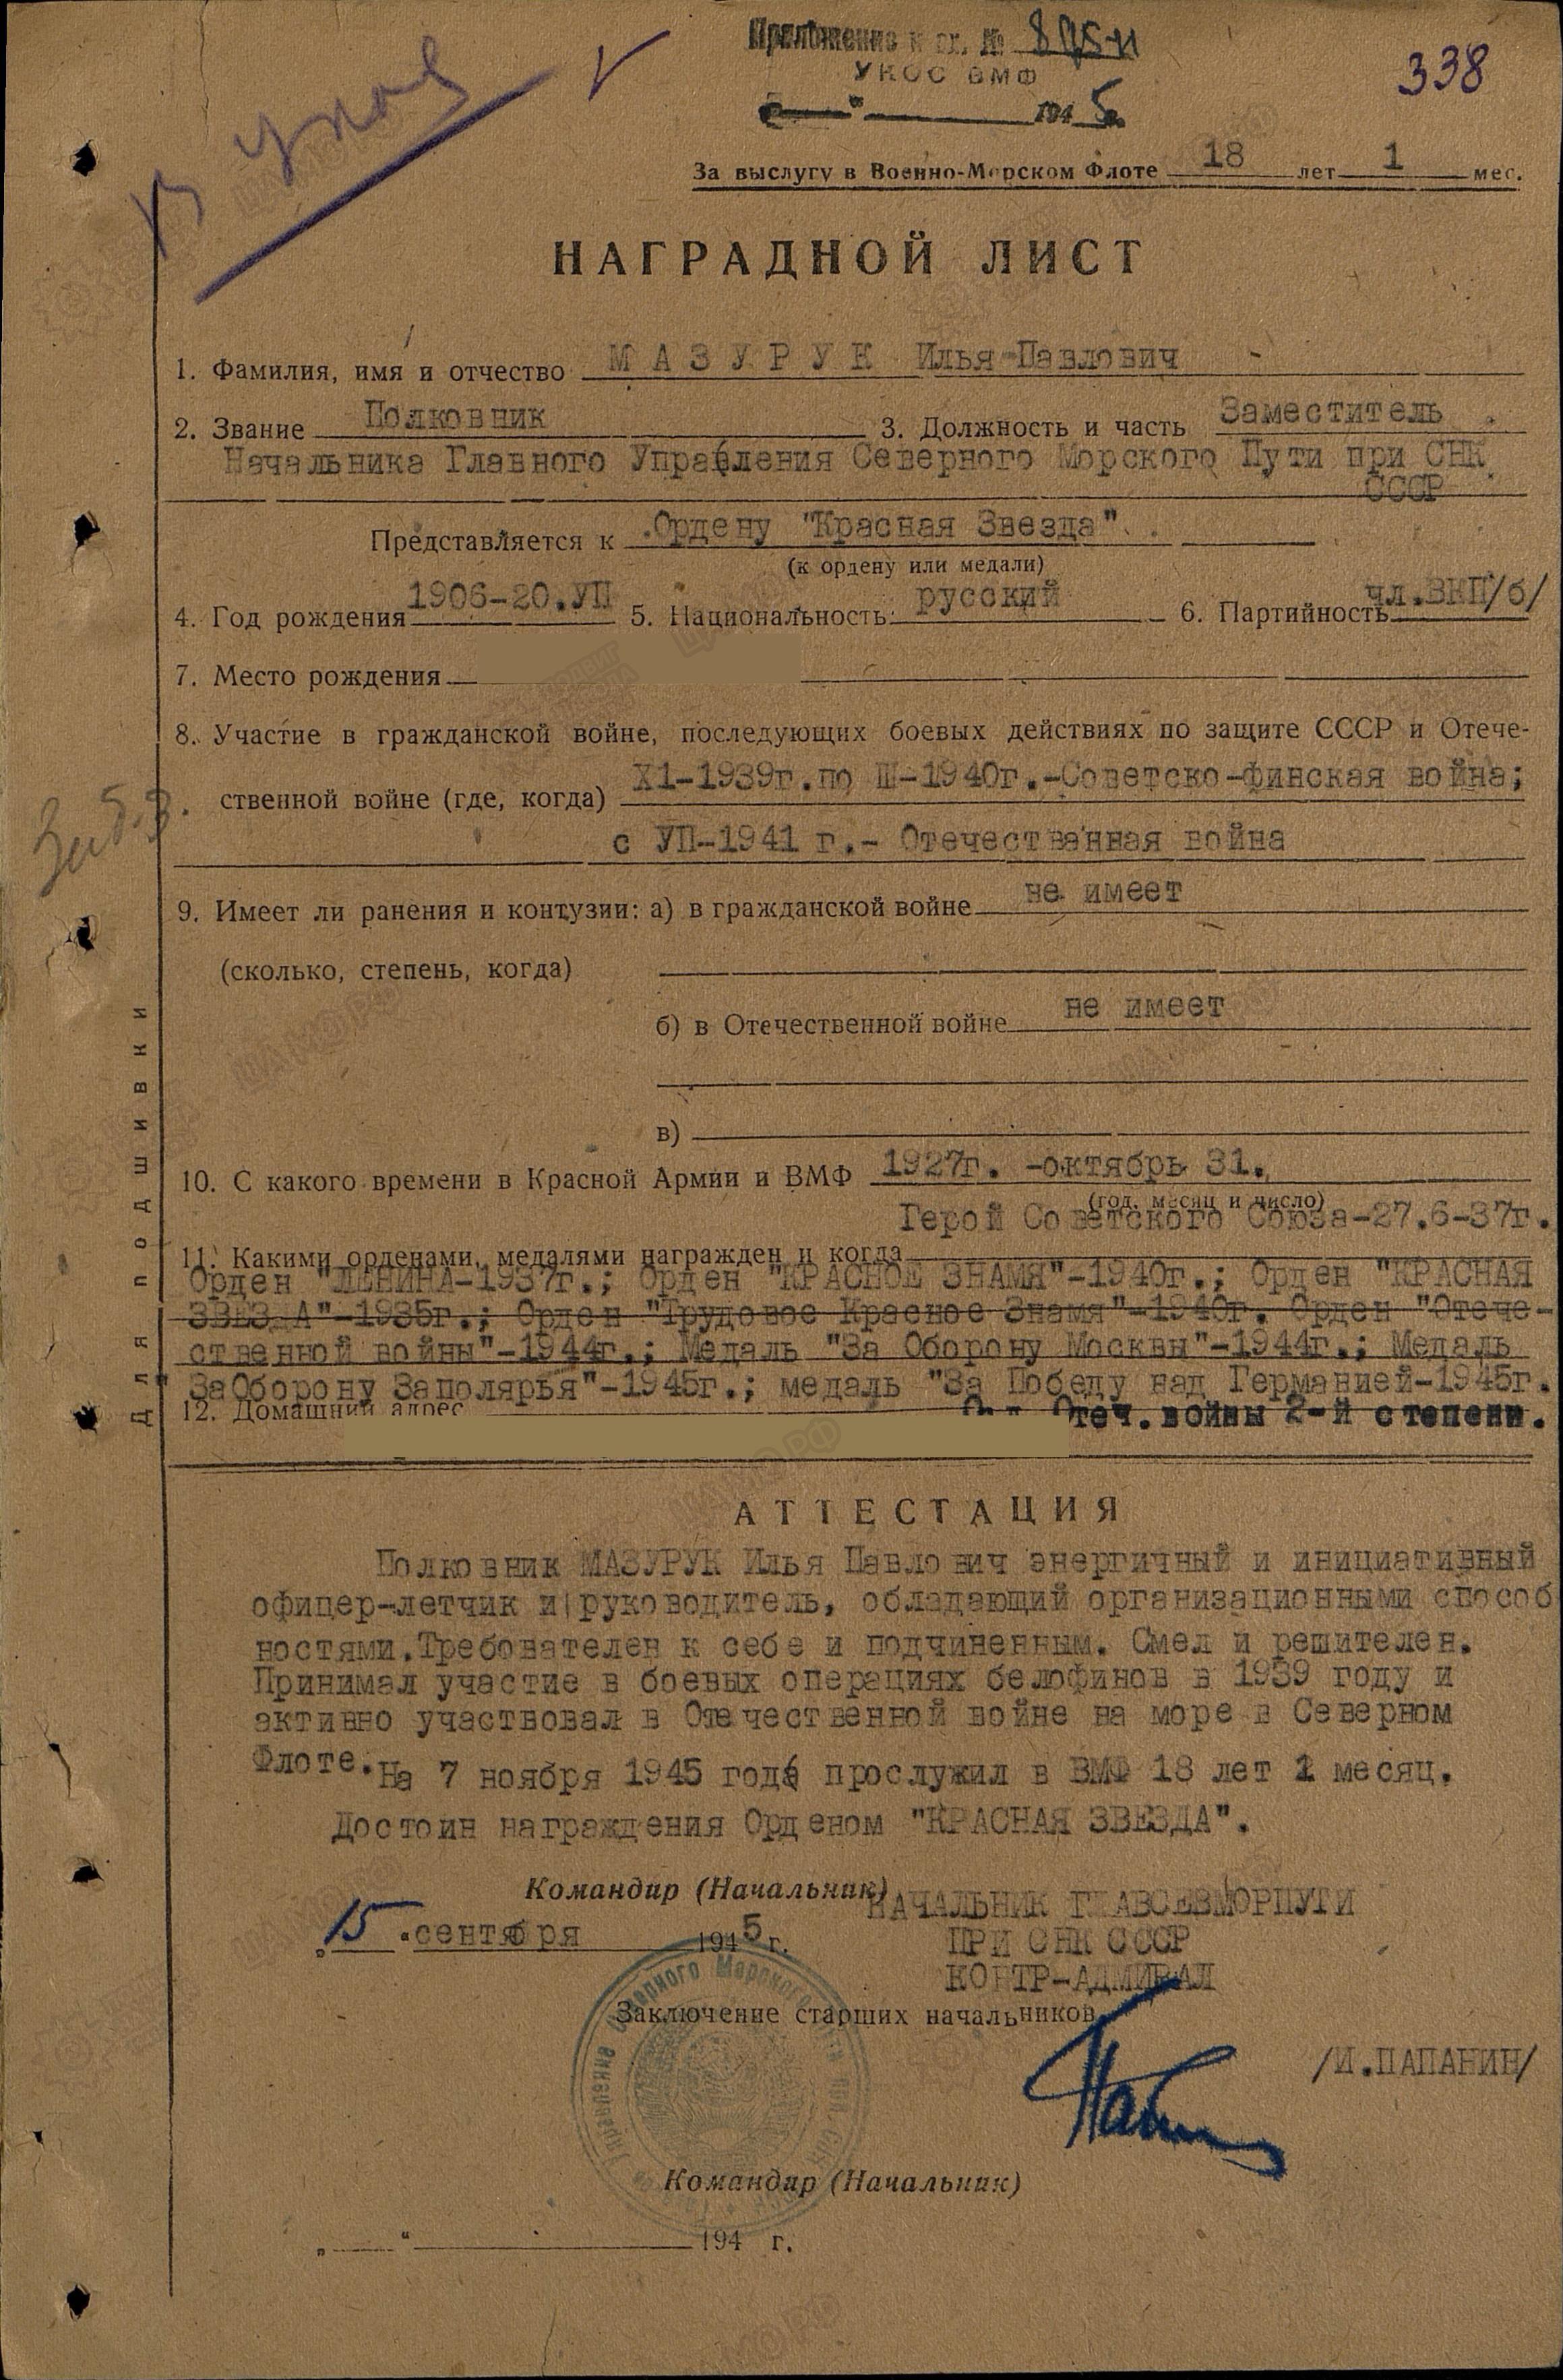 Приложение к вх. №
УКОС ВМФ
194 5 г.
338
За выслугу в Военно-Морском Флоте 18 лет 1 мес.
НАГРАДНОЙ ЛИСТ
1. Фамилия, имя и отчество МАЗУРУК Илья Павлович
2. Звание Полковник 3. Должность и часть Заместитель
Начальника Главного Управления Северного Морского Пути при СНК
СССР
Представляется к Ордену "Красная Звезда"
(к ордену или медали)
4. Год рождения 1906-20.УП 5. Национальность русский 6. Партийность чл.ВКП/б/
7. Место рождения
8. Участие в гражданской войне, последующих боевых действиях по защите СССР и Отече-
ственной войне (где, когда) XI-1939г.по Ш-1940г.-Советско-финская война;
с УП-1941 г.- Отечественная война
9. Имеет ли ранения и контузии: а) в гражданской войне не имеет
(сколько, степень, когда)
б) в Отечественной войне не имеет
в)
10. С какого времени в Красной Армии и ВМФ 1927г. -октябрь 31.
(год, месяц и число)
Герой Советского Союза-27.6-37г.
11. Какими орденами, медалями награжден и когда
Орден "ЛЕНИНА-1937г.; Орден "КРАСНОЕ ЗНАМЯ"-1940г.; Орден "КРАСНАЯ
ЗВЕЗ А"-1935г.; Орден "Трудовое Красное Знамя"-1940г. Орден "Отече-
ственной войны"-1944г.; Медаль "За Оборону Москвы"-1944г.; Медаль
"ЗаОборону Заполярья"-1945г.; медаль "За Победу над Германией-1945г.
12. Домашний адрес Отеч.войны 2-й степени.
АТТЕСТАЦИЯ
Полковник МАЗУРУК Илья Павлович энергичный и инициативный
офицер-летчик и руководитель, обладающий организационными способ
ностями.Требователен к себе и подчиненным. Смел и решителен.
Принимал участие в боевых операциях белофинов в 1939 году и
активно участвовал в Отечественной войне на море в Северном
Флоте. На 7 ноября 1945 года прослужил в ВМФ 18 лет 1 месяц.
Достоин награждения Орденом "КРАСНАЯ ЗВЕЗДА".
Командир (Начальник) НАЧАЛЬНИК ГЛАВСЕВМОРПУТИ
„15“ сентября 1945 г. ПРИ СНК СССР
КОНТР-АДМИРАЛ
Заключение старших начальников
/И.ПАПАНИН/
Командир (Начальник)
„ “ 194 г.
Для подшивки